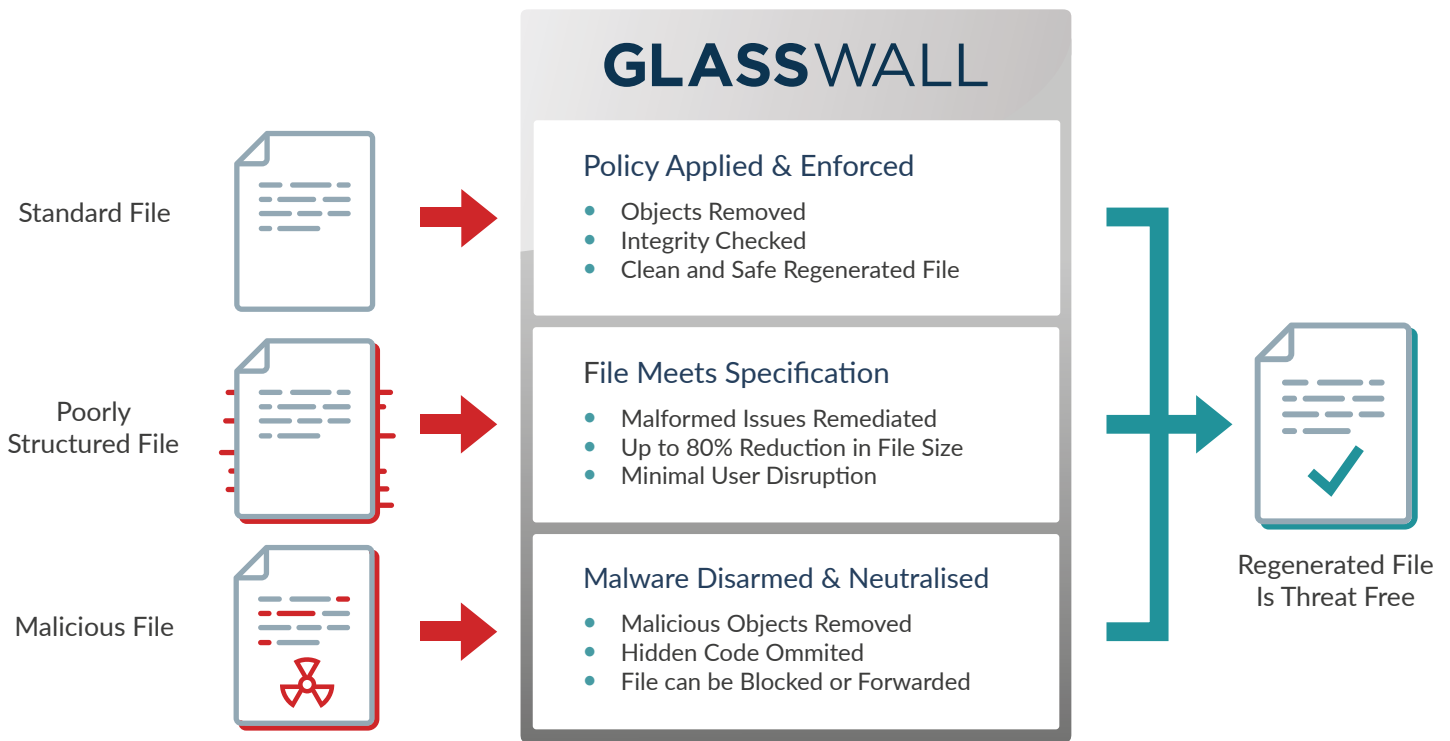 GLASSWALL
Standard File
Policy Applied & Enforced
Objects Removed
Integrity Checked
Clean and Safe Regenerated File
Poorly
Structured File
File Meets Specification
Malformed Issues Remediated
Up to 80% Reduction in File Size
Minimal User Disruption
Malicious File
Malware Disarmed & Neutralised
Malicious Objects Removed
Hidden Code Ommited
File can be Blocked or Forwarded
Regenerated File
Is Threat Free